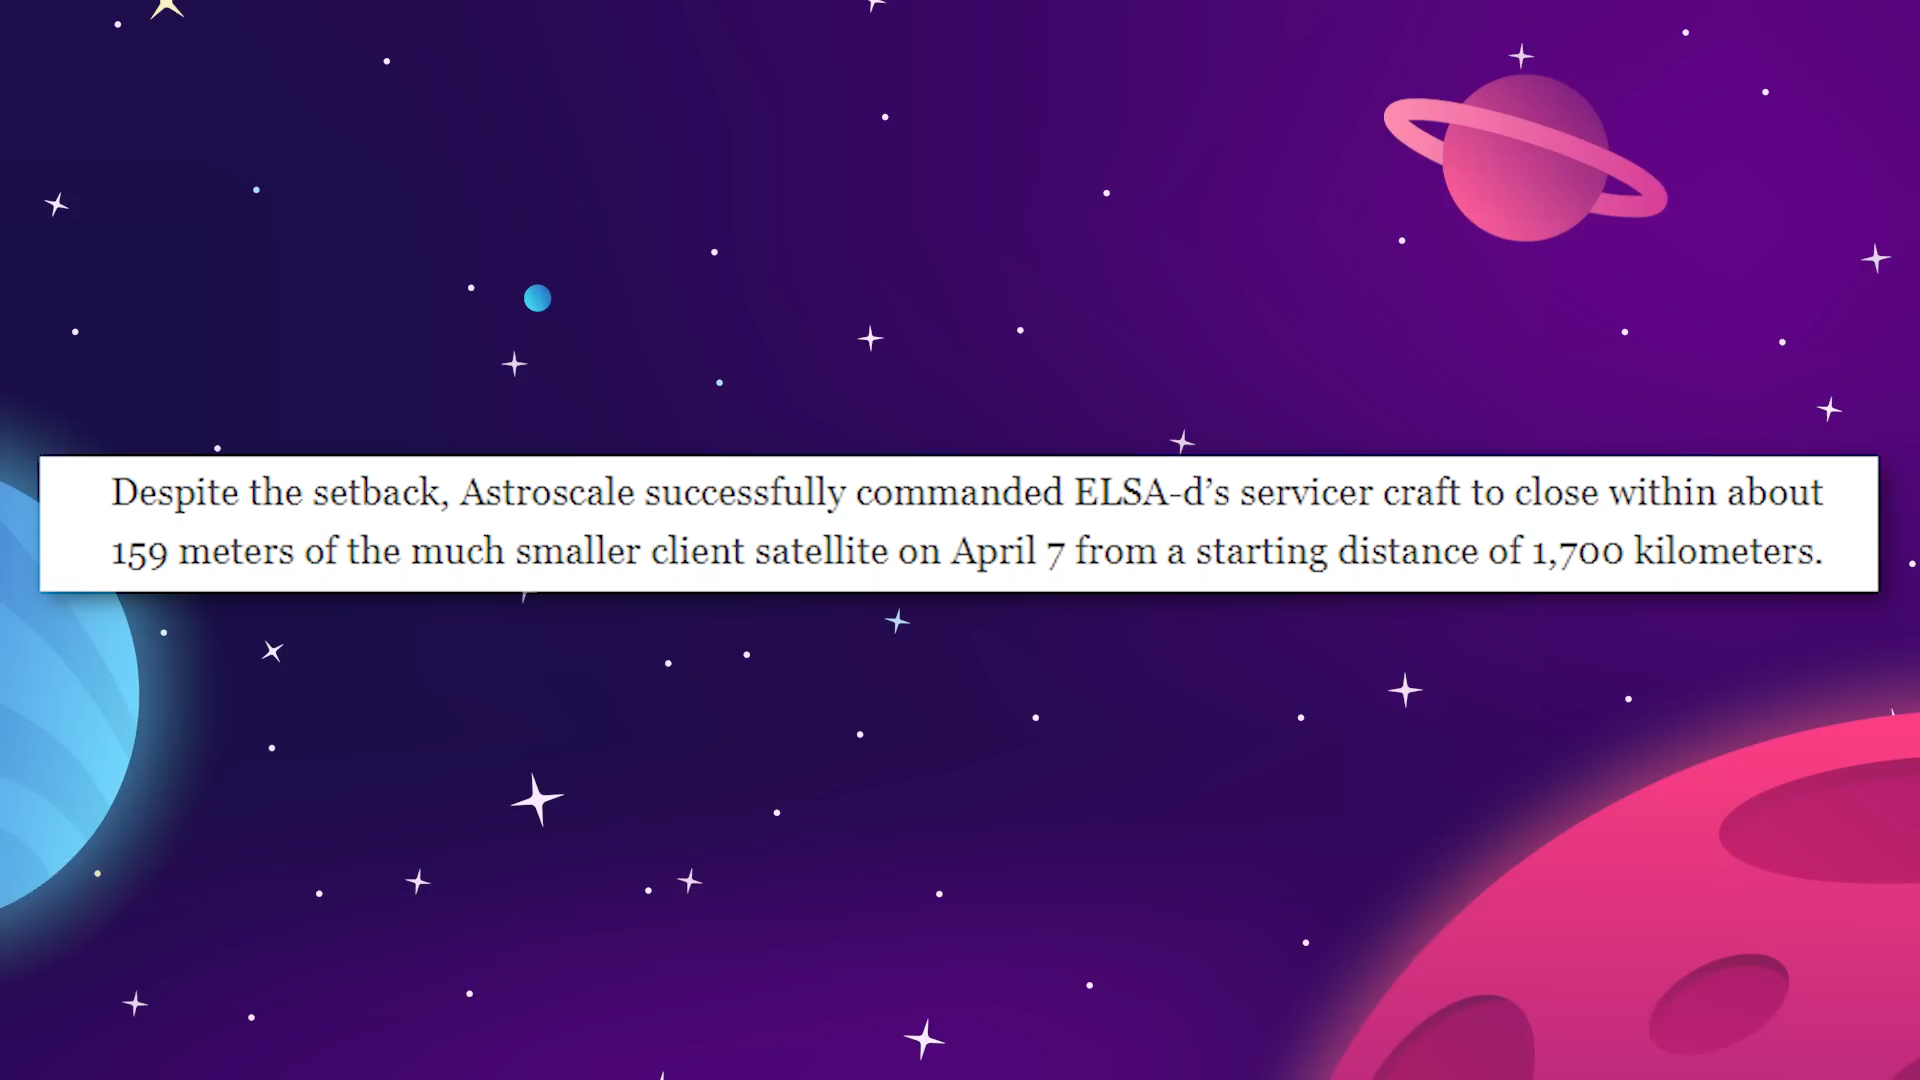 Despite the setback, Astroscale successfully commanded ELSA-d’s servicer craft to close within about
159 meters of the much smaller client satellite on April 7 from a starting distance of 1,700 kilometers.